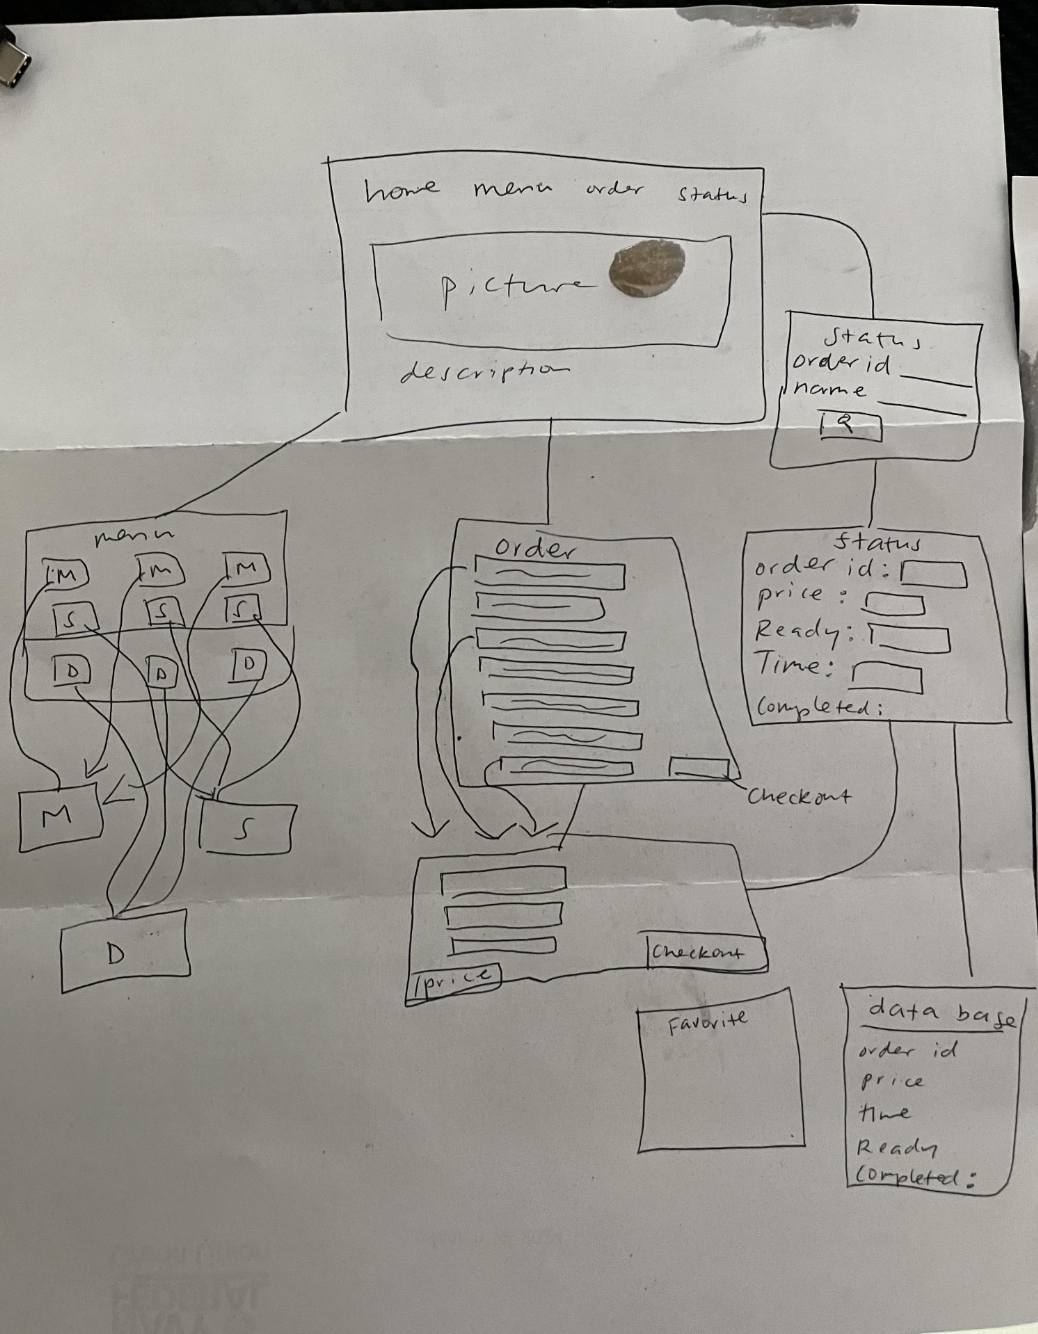 home menu order status
picture
description
status
order id
name
menu
M M M
S S S
D D D
M
S
D
order
checkout
status
order id:
price:
Ready:
Time:
completed:
price
checkout
Favorite
data base
order id
price
time
Ready
completed: